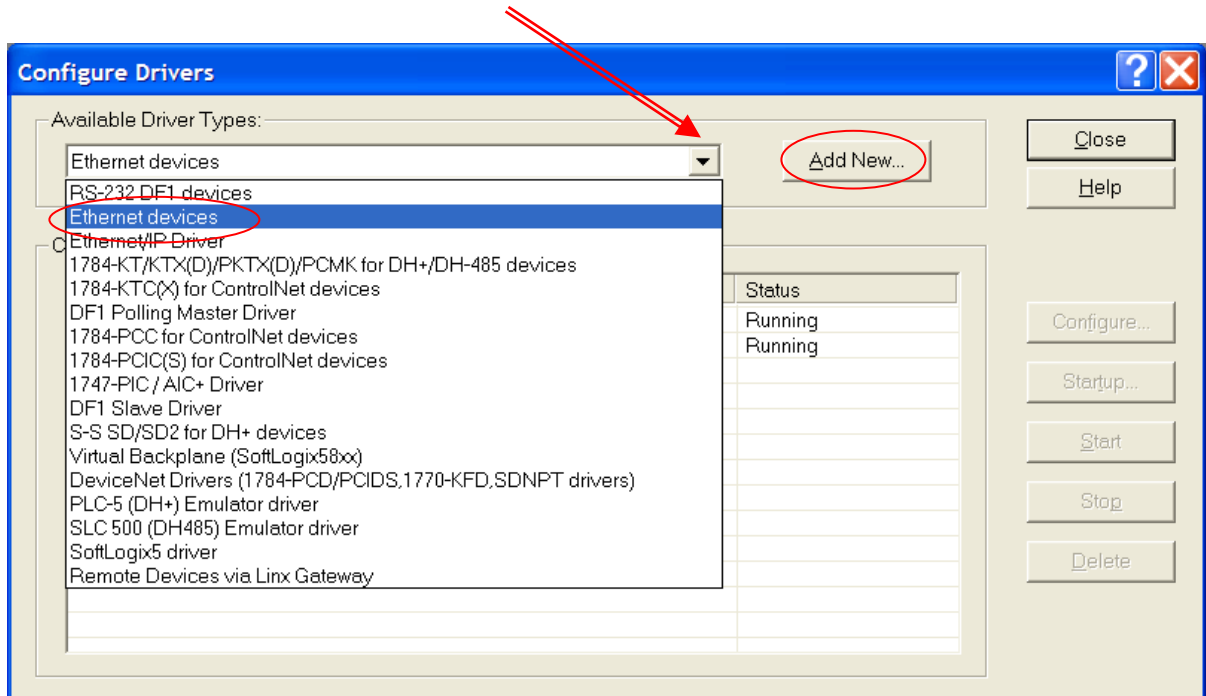 Configure Drivers
Available Driver Types:
Ethernet devices
Add New...
Close
Help
RS-232 DF1 devices
Ethernet devices
Ethernet/IP Driver
1784-KT/KTX(D)/PKTX(D)/PCMK for DH+/DH-485 devices
1784-KTC(X) for ControlNet devices
DF1 Polling Master Driver
1784-PCC for ControlNet devices
1784-PCIC(S) for ControlNet devices
1747-PIC / AIC+ Driver
DF1 Slave Driver
S-S SD/SD2 for DH+ devices
Virtual Backplane (SoftLogix58xx)
DeviceNet Drivers (1784-PCD/PCIDS,1770-KFD,SDNPT drivers)
PLC-5 (DH+) Emulator driver
SLC 500 (DH485) Emulator driver
SoftLogix5 driver
Remote Devices via Linx Gateway
Status
Running
Running
Configure...
Startup...
Start
Stop
Delete